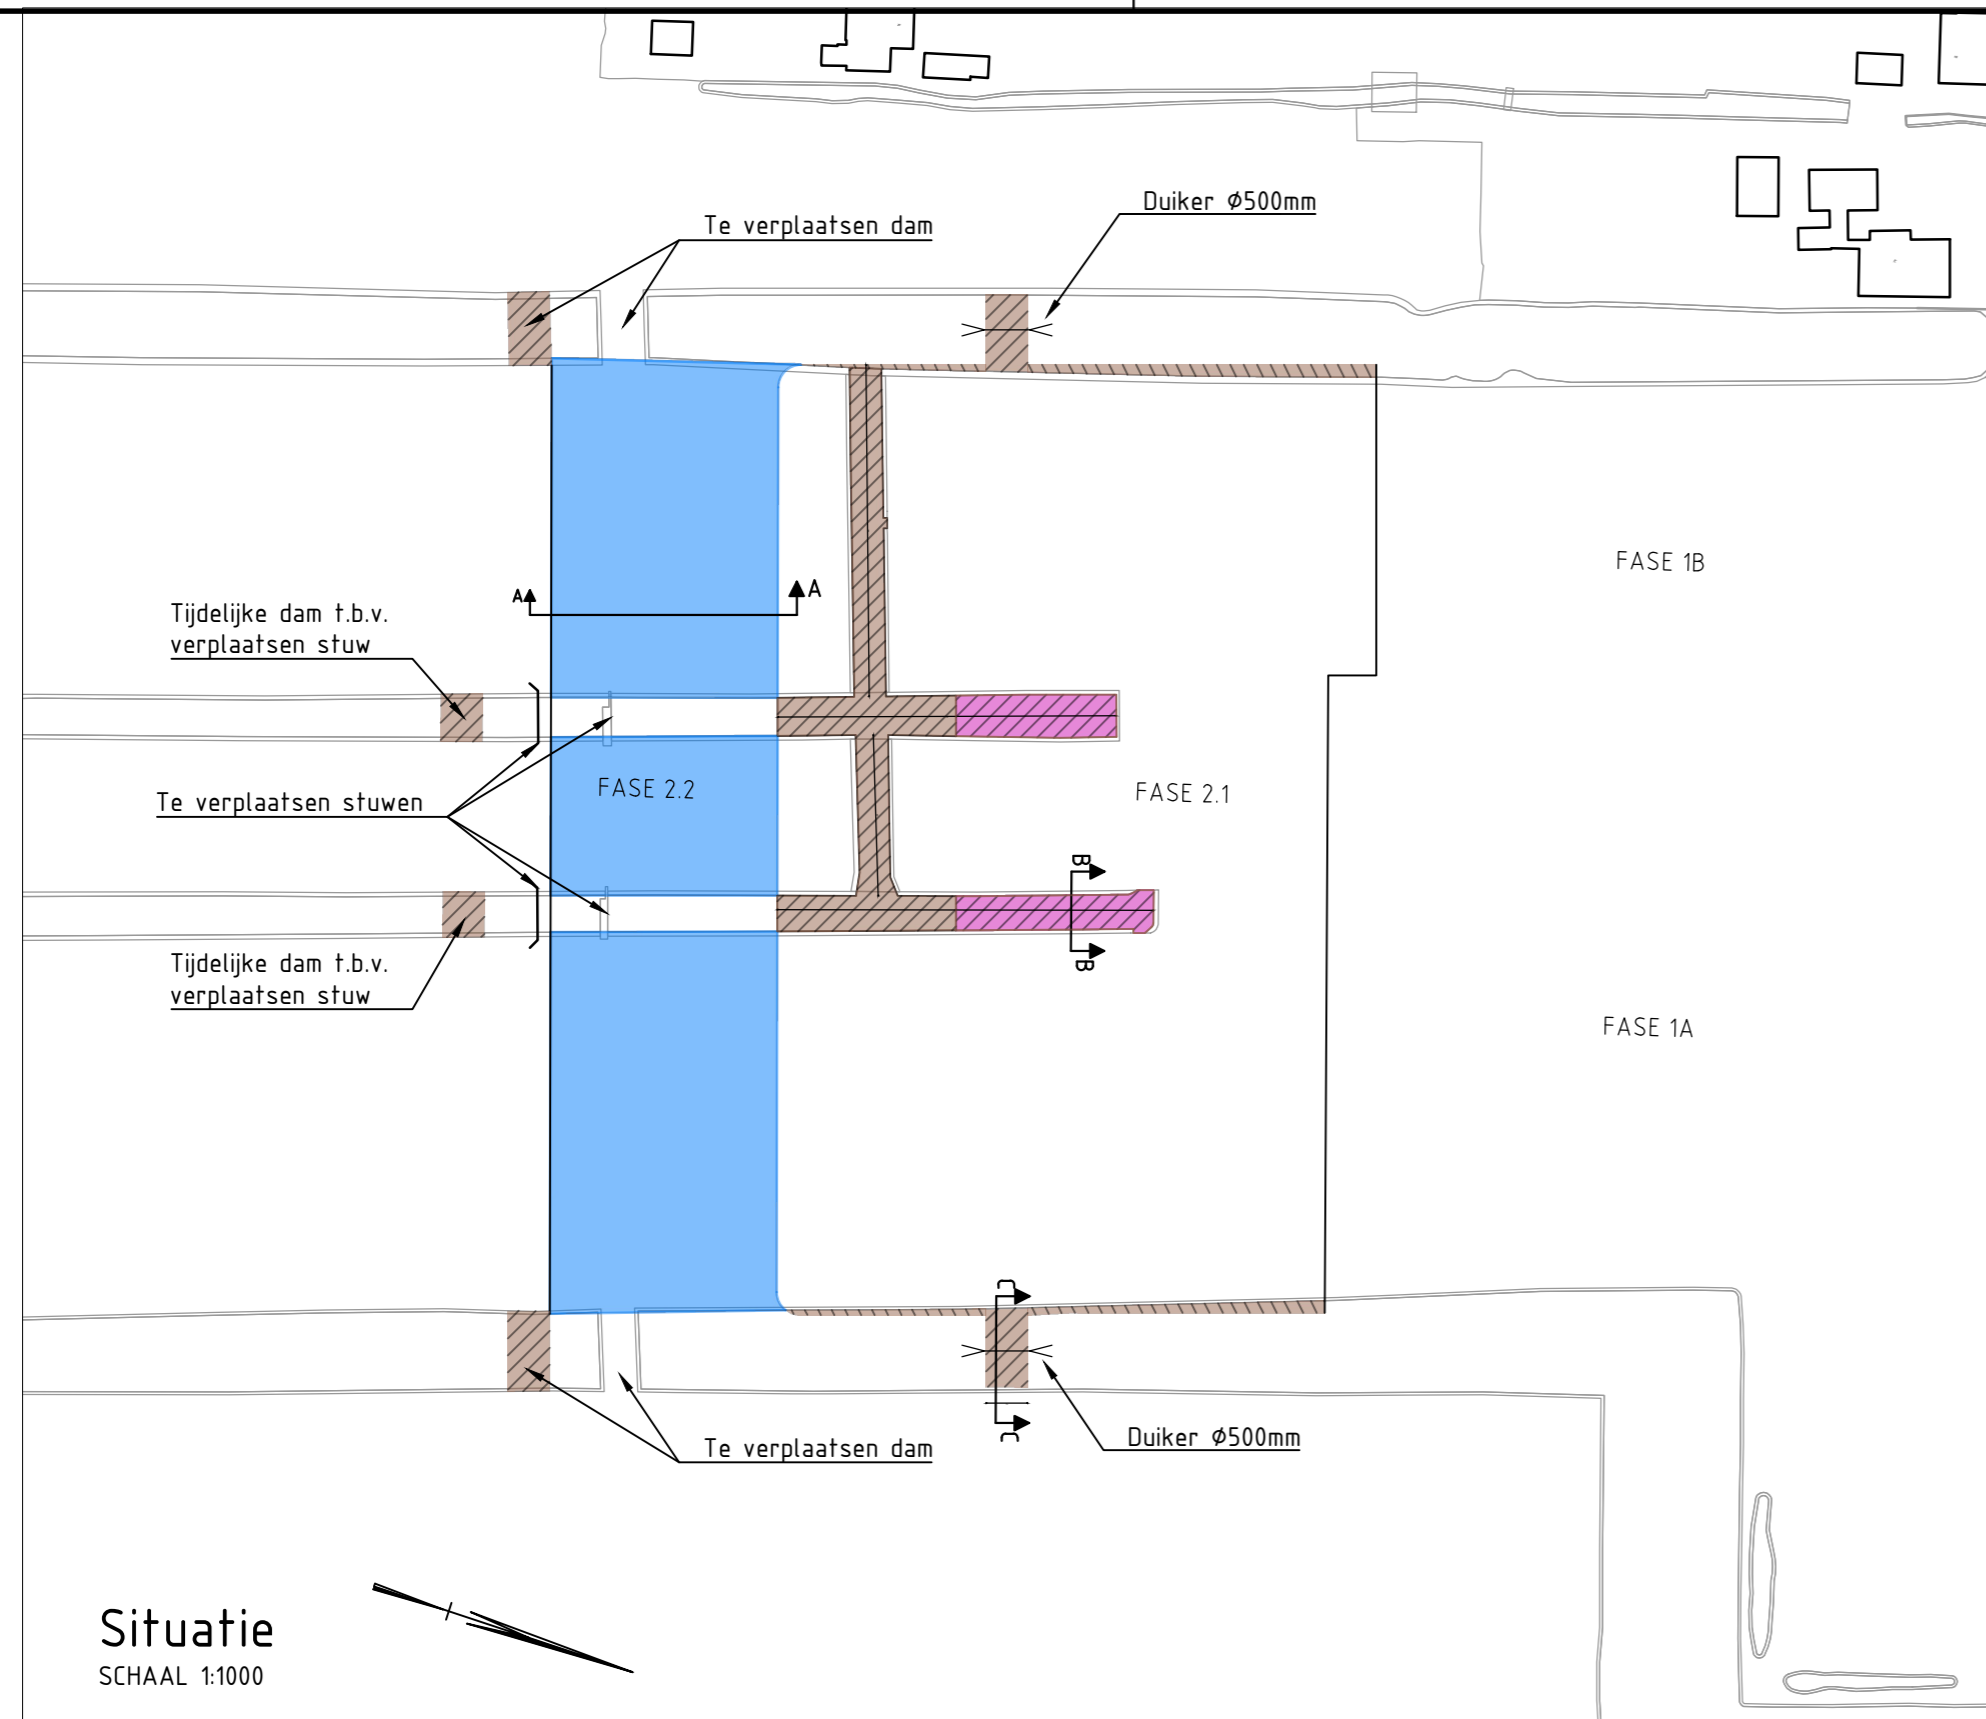 Te verplaatsen dam
Duiker Ø500mm
FASE 1B
A
A
Tijdelijke dam t.b.v.
verplaatsen stuw
Te verplaatsen stuwen
FASE 2.2
FASE 2.1
B
B
Tijdelijke dam t.b.v.
verplaatsen stuw
FASE 1A
C
C
Te verplaatsen dam
Duiker Ø500mm
Situatie
SCHAAL 1:1000